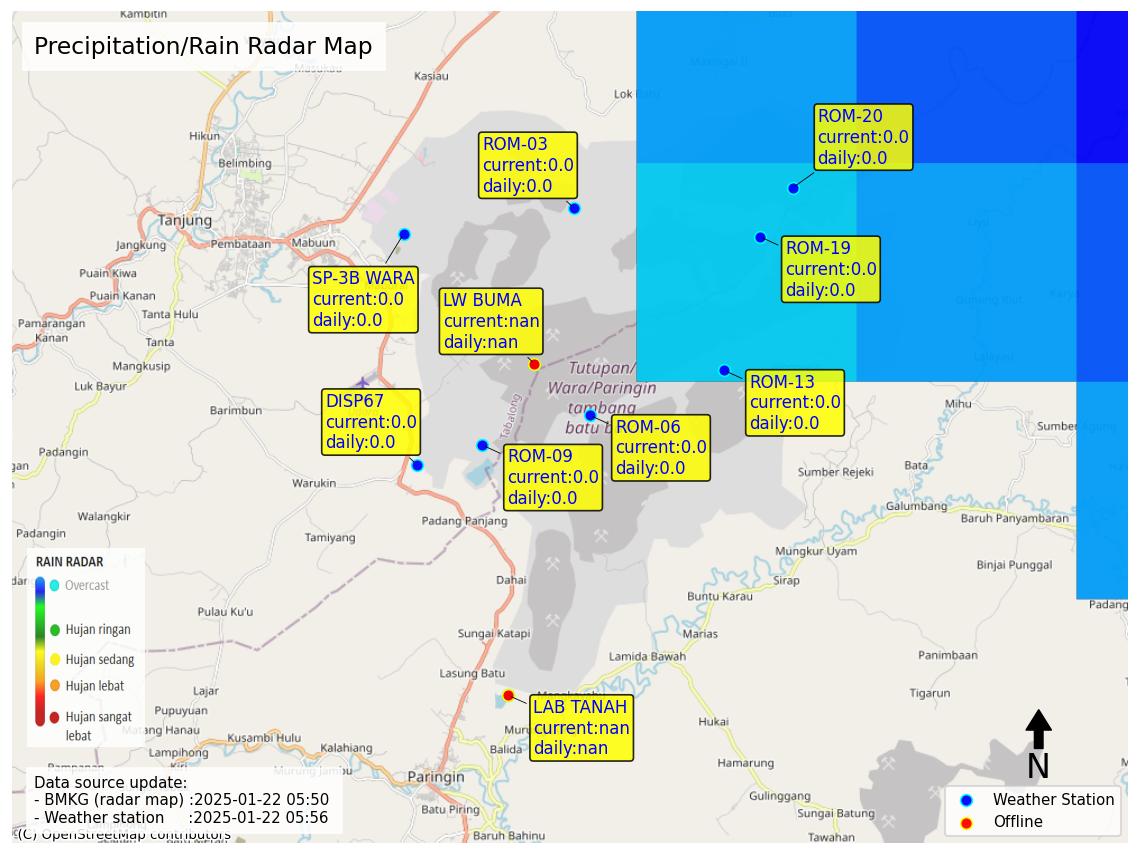 Precipitation/Rain Radar Map
Kambitin
Masukau
Kasiau
Hikun
Belimbing
Tanjung
Jangkung
Pembataan
Mabuun
Puain Kiwa
Puain Kanan
Tanta Hulu
Pamarangan
Kanan
Tanta
Mangkusip
Luk Bayur
Padangin
Barimbun
Warukin
Walangkir
Padangin
Tamiyang
Padang Panjang
Dahai
Pulau Ku'u
Sungai Katapi
Lasung Batu
Lajar
Pupuyuan
Matang Hanau
Lampihong
Kusambi Hulu
Kalahiang
Murung Jambu
Paringin
Batu Piring
Baruh Bahinu
Balida
Tabalong
Tutupan/
Wara/Paringin
tambang
Mihu
Sumber Rejeki
Bata
Galumbang
Baruh Panyambaran
Mungkur Uyam
Sirap
Binjai Punggal
Buntu Karau
Marias
Lamida Bawah
Panimbaan
Tigarun
Hukai
Hamarung
Gulinggang
Sungai Batung
Tawahan
ROM-03
current:0.0
daily:0.0
ROM-20
current:0.0
daily:0.0
SP-3B WARA
current:0.0
daily:0.0
LW BUMA
current:nan
daily:nan
ROM-19
current:0.0
daily:0.0
DISP67
current:0.0
daily:0.0
ROM-13
current:0.0
daily:0.0
ROM-06
current:0.0
daily:0.0
ROM-09
current:0.0
daily:0.0
LAB TANAH
current:nan
daily:nan
RAIN RADAR
Overcast
Hujan ringan
Hujan sedang
Hujan lebat
Hujan sangat
lebat
Data source update:
- BMKG (radar map) :2025-01-22 05:50
- Weather station :2025-01-22 05:56
(C) OpenStreetMap contributors
N
Weather Station
Offline